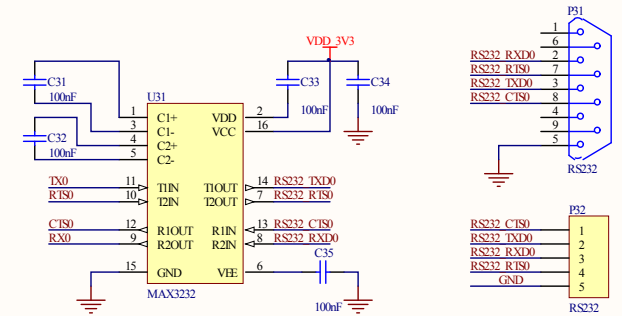 P31
VDD_3V3
1
6
RS232_RXD0 2
RS232_RTS0 7
RS232_TXD0 3
RS232_CTS0 8
4
9
5
RS232
C31
100nF
C32
100nF
C33
100nF
C34
100nF
U31
1 C1+ VDD 2
3 C1- VCC 16
4 C2+
5 C2-
TX0 11 T1IN T1OUT 14 RS232_TXD0
RTS0 10 T2IN T2OUT 7 RS232_RTS0
CTS0 12 R1OUT R1IN 13 RS232_CTS0
RX0 9 R2OUT R2IN 8 RS232_RXD0
15 GND VEE 6
MAX3232
C35
100nF
P32
RS232_CTS0 1
RS232_TXD0 2
RS232_RXD0 3
RS232_RTS0 4
GND 5
RS232